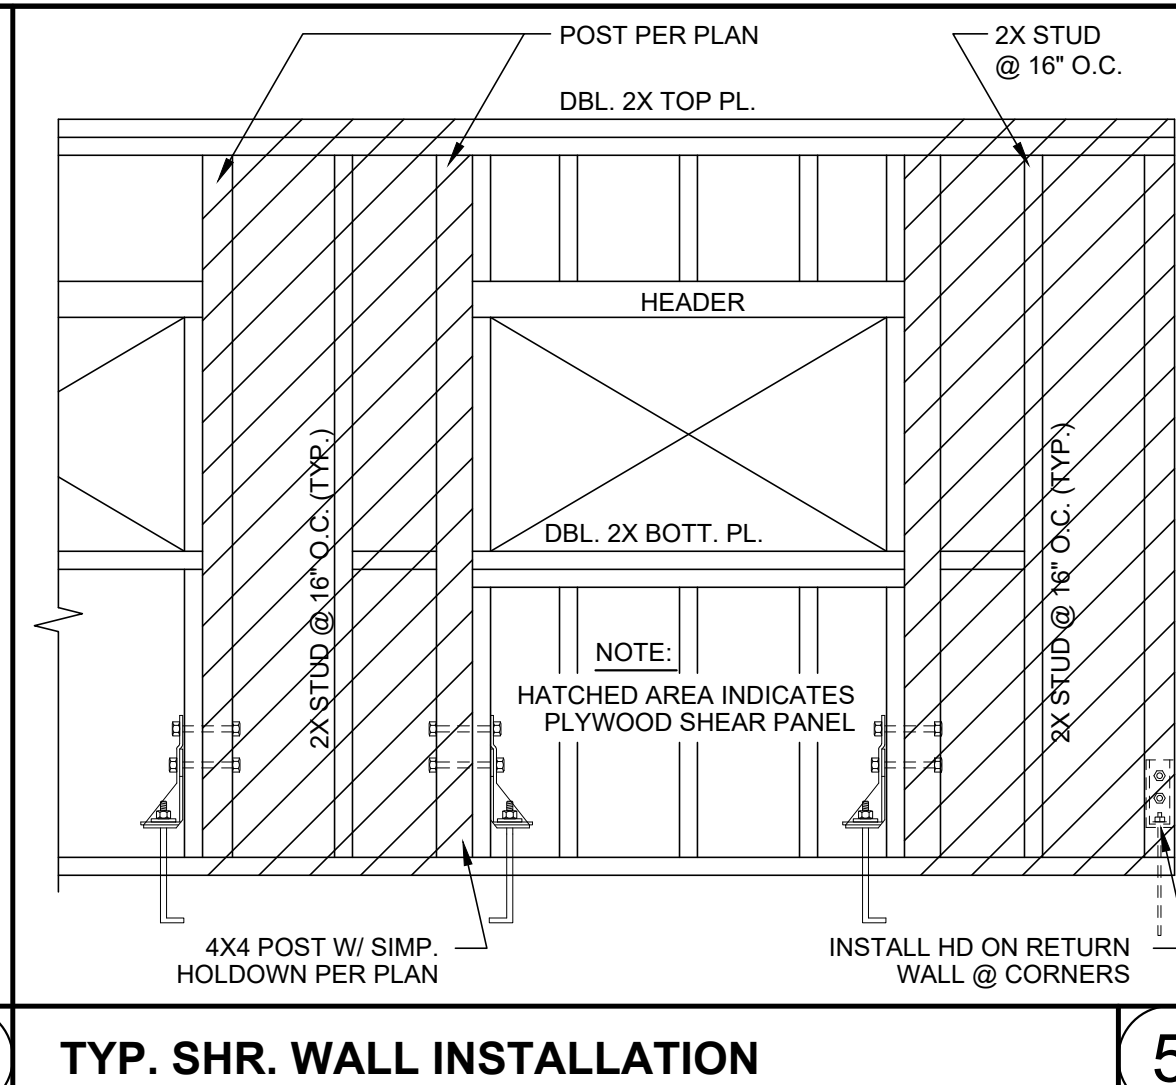 POST PER PLAN
2X STUD
@ 16" O.C.
DBL. 2X TOP PL.
HEADER
2X STUD @ 16" O.C. (TYP.)
2X STUD @ 16" O.C. (TYP.)
DBL. 2X BOTT. PL.
NOTE:
HATCHED AREA INDICATES
PLYWOOD SHEAR PANEL
4X4 POST W/ SIMP.
HOLDOWN PER PLAN
INSTALL HD ON RETURN
WALL @ CORNERS
TYP. SHR. WALL INSTALLATION
5